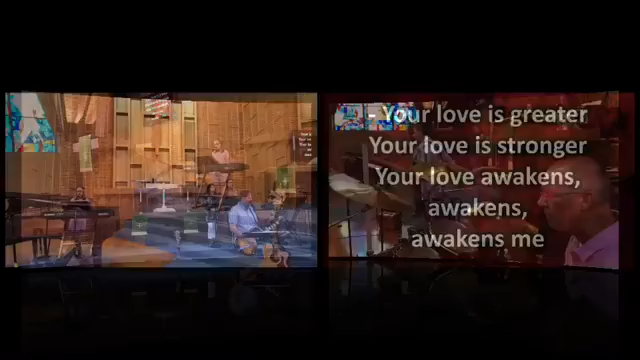 - Your love is greater
Your love is stronger
Your love awakens,
awakens,
awakens me